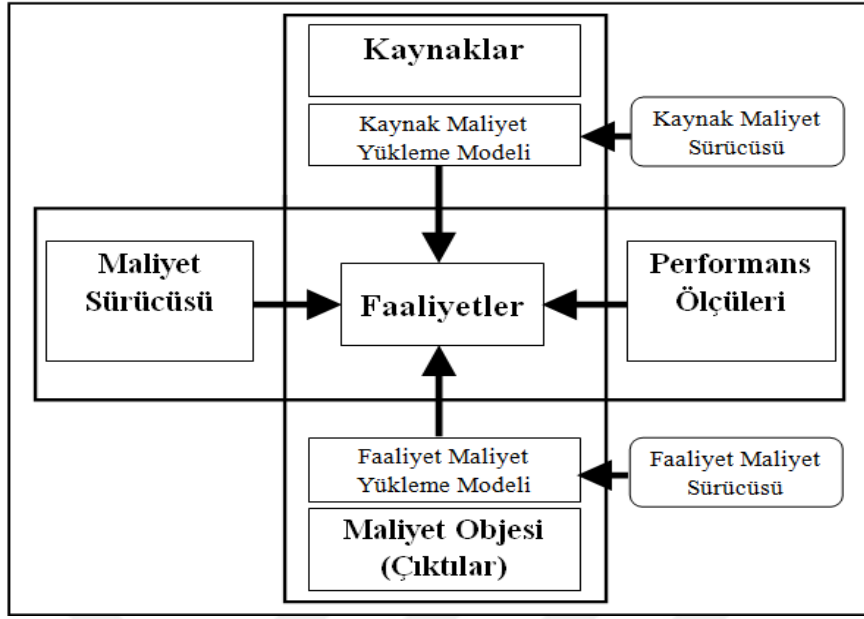 Kaynaklar
Kaynak Maliyet
Yükleme Modeli
Kaynak Maliyet
Sürücüsü
Maliyet
Sürücüsü
Faaliyetler
Performans
Ölçüleri
Faaliyet Maliyet
Yükleme Modeli
Faaliyet Maliyet
Sürücüsü
Maliyet Objesi
(Çıktılar)